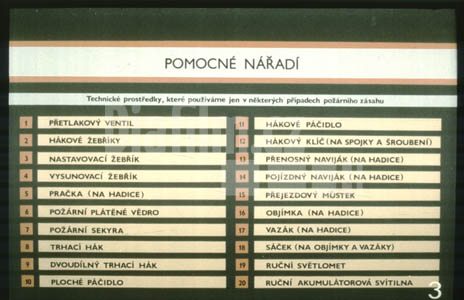 POMOCNÉ NÁŘADÍ
Technické prostředky, které používáme jen v některých případech požárního zásahu
1 PŘETLAKOVÝ VENTIL
2 HÁKOVÉ ŽEBŘÍKY
3 NASTAVOVACÍ ŽEBŘÍK
4 VYSUNOVACÍ ŽEBŘÍK
5 PRAČKA (NA HADICE)
6 POŽÁRNÍ PLÁTĚNÉ VĚDRO
7 POŽÁRNÍ SEKYRA
8 TRHACÍ HÁK
9 DVOUDÍLNÝ TRHACÍ HÁK
10 PLOCHÉ PÁČIDLO
11 HÁKOVÉ PÁČIDLO
12 HÁKOVÝ KLÍČ (NA SPOJKY A ŠROUBENÍ)
13 PŘENOSNÝ NAVIJÁK (NA HADICE)
14 POJÍZDNÝ NAVIJÁK (NA HADICE)
15 PŘEJEZDOVÝ MŮSTEK
16 OBJÍMKA (NA HADICE)
17 VAZÁK (NA HADICE)
18 SÁČEK (NA OBJÍMKY A VAZÁKY)
19 RUČNÍ SVĚTLOMET
20 RUČNÍ AKUMULÁTOROVÁ SVÍTILNA
3